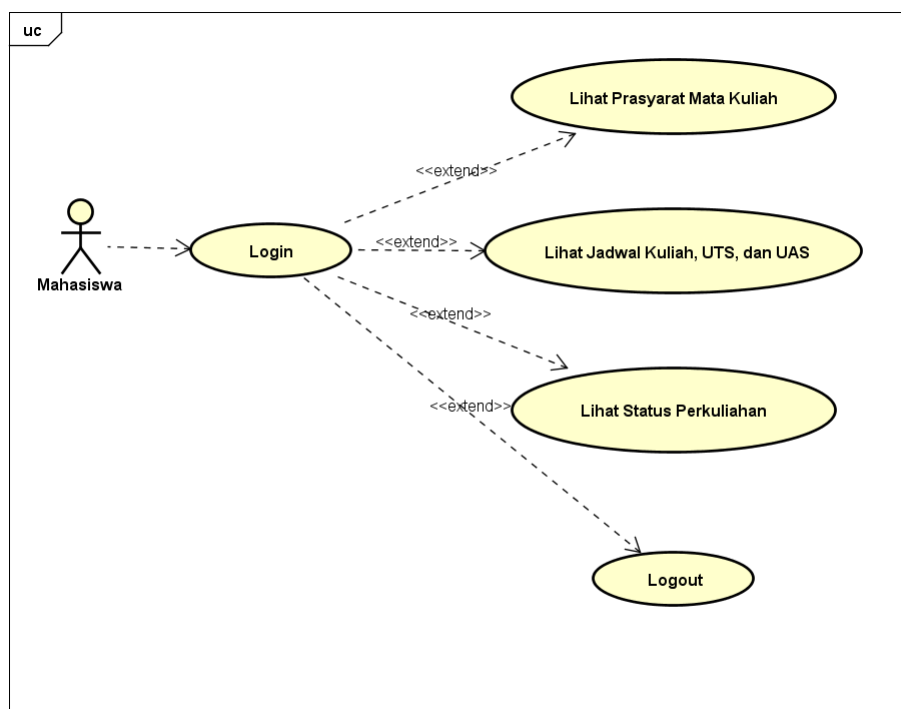 uc
Lihat Prasyarat Mata Kuliah
<<extend>>
Mahasiswa
Login
<<extend>>
Lihat Jadwal Kuliah, UTS, dan UAS
<<extend>>
Lihat Status Perkuliahan
<<extend>>
Logout